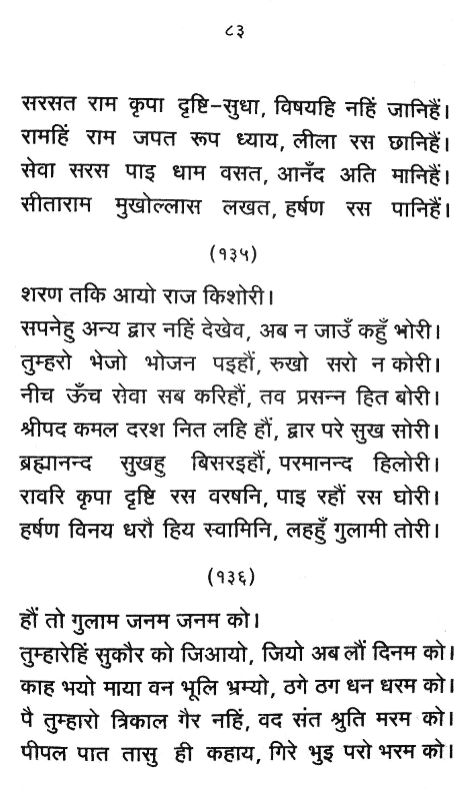 ८३
सरसत राम कृपा दृष्टि-सुधा, विषयहि नहिं जानिहैं।
रामहिं राम जपत रूप ध्याय, लीला रस छानिहैं।
सेवा सरस पाइ धाम वसत, आनँद अति मानिहैं।
सीताराम मुखोल्लास लखत, हर्षण रस पानिहैं।
(१३५)
शरण तकि आयो राज किशोरी।
सपनेहु अन्य द्वार नहिं देखेव, अब न जाउँ कहुँ भोरी।
तुम्हरो भेजो भोजन पइहौं, रुखो सरो न कोरी।
नीच ऊँच सेवा सब करिहौं, तव प्रसन्न हित बोरी।
श्रीपद कमल दरश नित लहि हौं, द्वार परे सुख सोरी।
ब्रह्मानन्द सुखहु बिसरइहौं, परमानन्द हिलोरी।
रावरि कृपा दृष्टि रस वरषनि, पाइ रहौं रस घोरी।
हर्षण विनय धरौ हिय स्वामिनि, लहहुँ गुलामी तोरी।
(१३६)
हौं तो गुलाम जनम जनम को।
तुम्हारेहिं सुकौर को जिआयो, जियो अब लौं दिनम को।
काह भयो माया वन भूलि भ्रम्यो, ठगे ठग धन धरम को।
पै तुम्हारो त्रिकाल गैर नहिं, वद संत श्रुति मरम को।
पीपल पात तासु ही कहाय, गिरे भुइ परो भरम को।